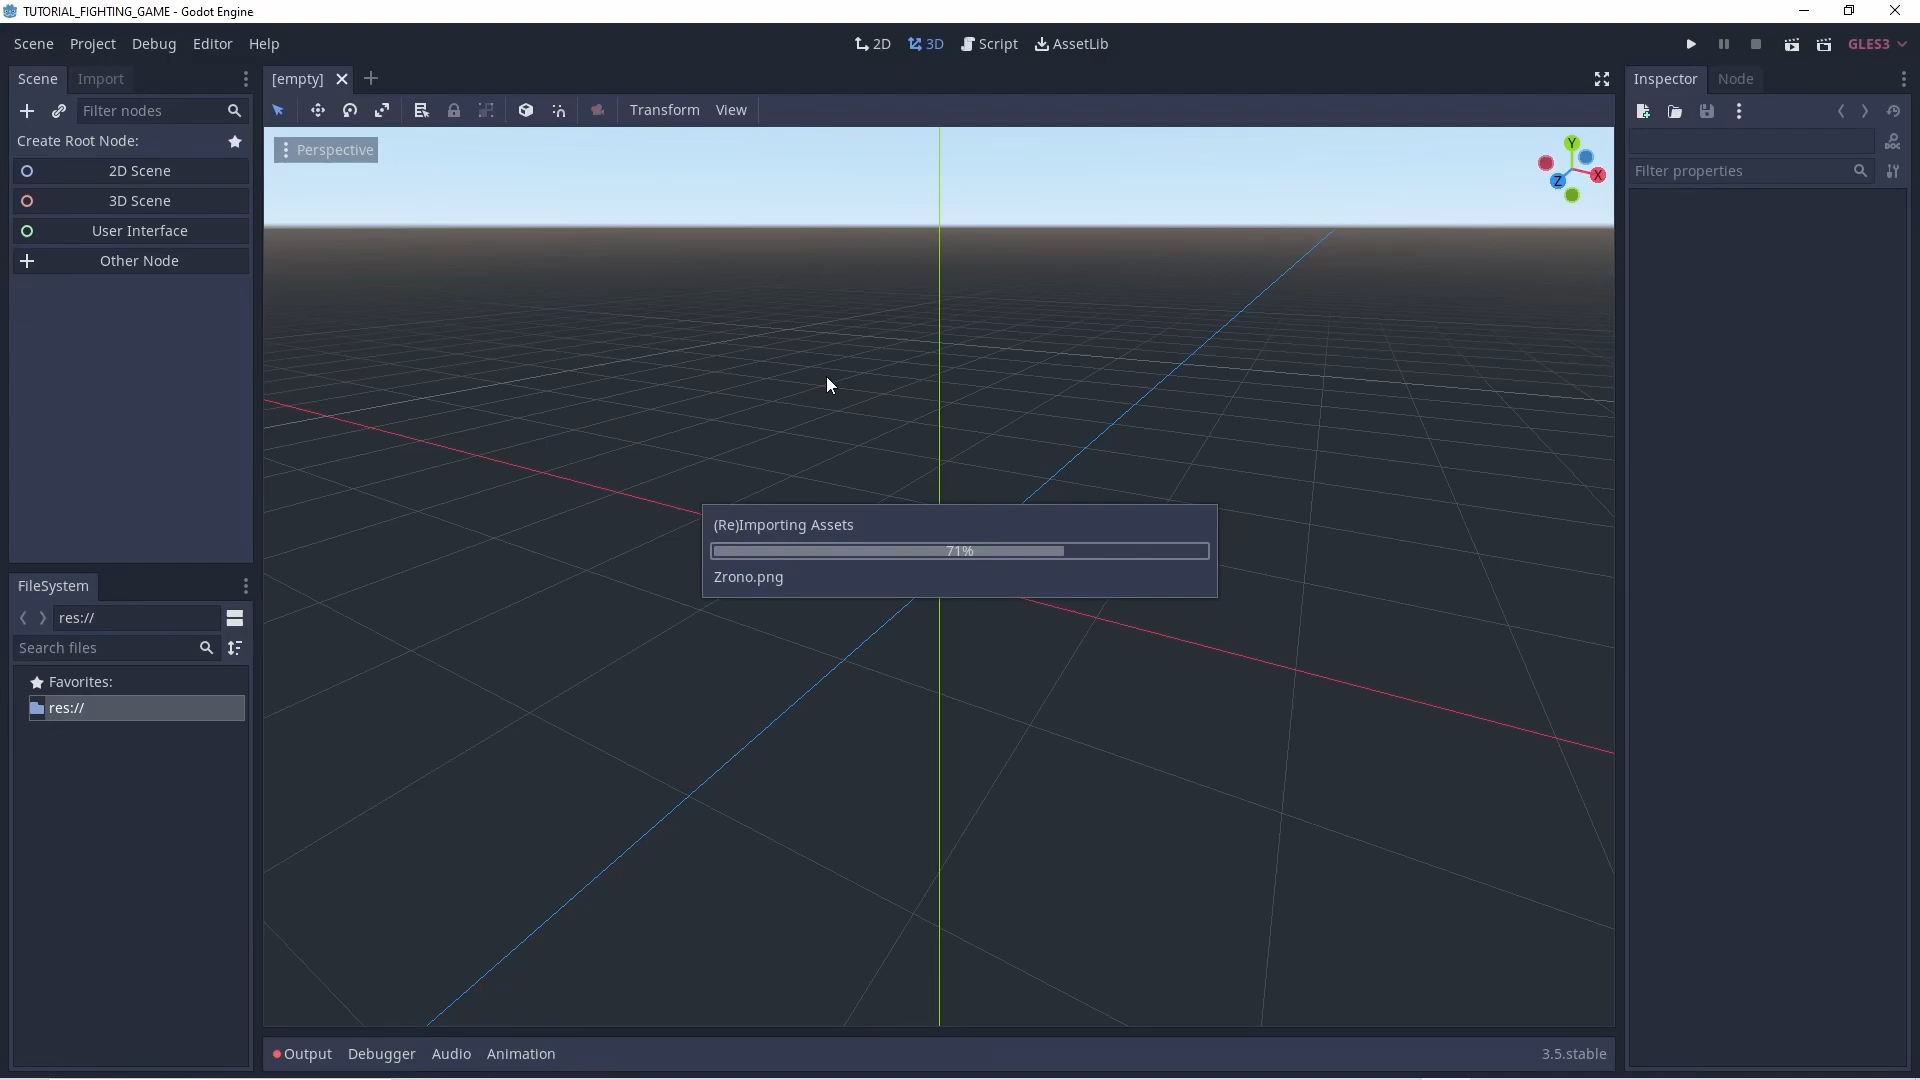 TUTORIAL_FIGHTING_GAME - Godot Engine
Scene Project Debug Editor Help
2D 3D Script AssetLib
GLES3
Scene Import
[empty]
Inspector Node
Filter nodes
Transform View
Create Root Node:
Perspective
Y
X
Z
DOC
2D Scene
Filter properties
3D Scene
User Interface
Other Node
(Re)Importing Assets
71%
Zrono.png
FileSystem
res://
Search files
Favorites:
res://
Output Debugger Audio Animation
3.5.stable